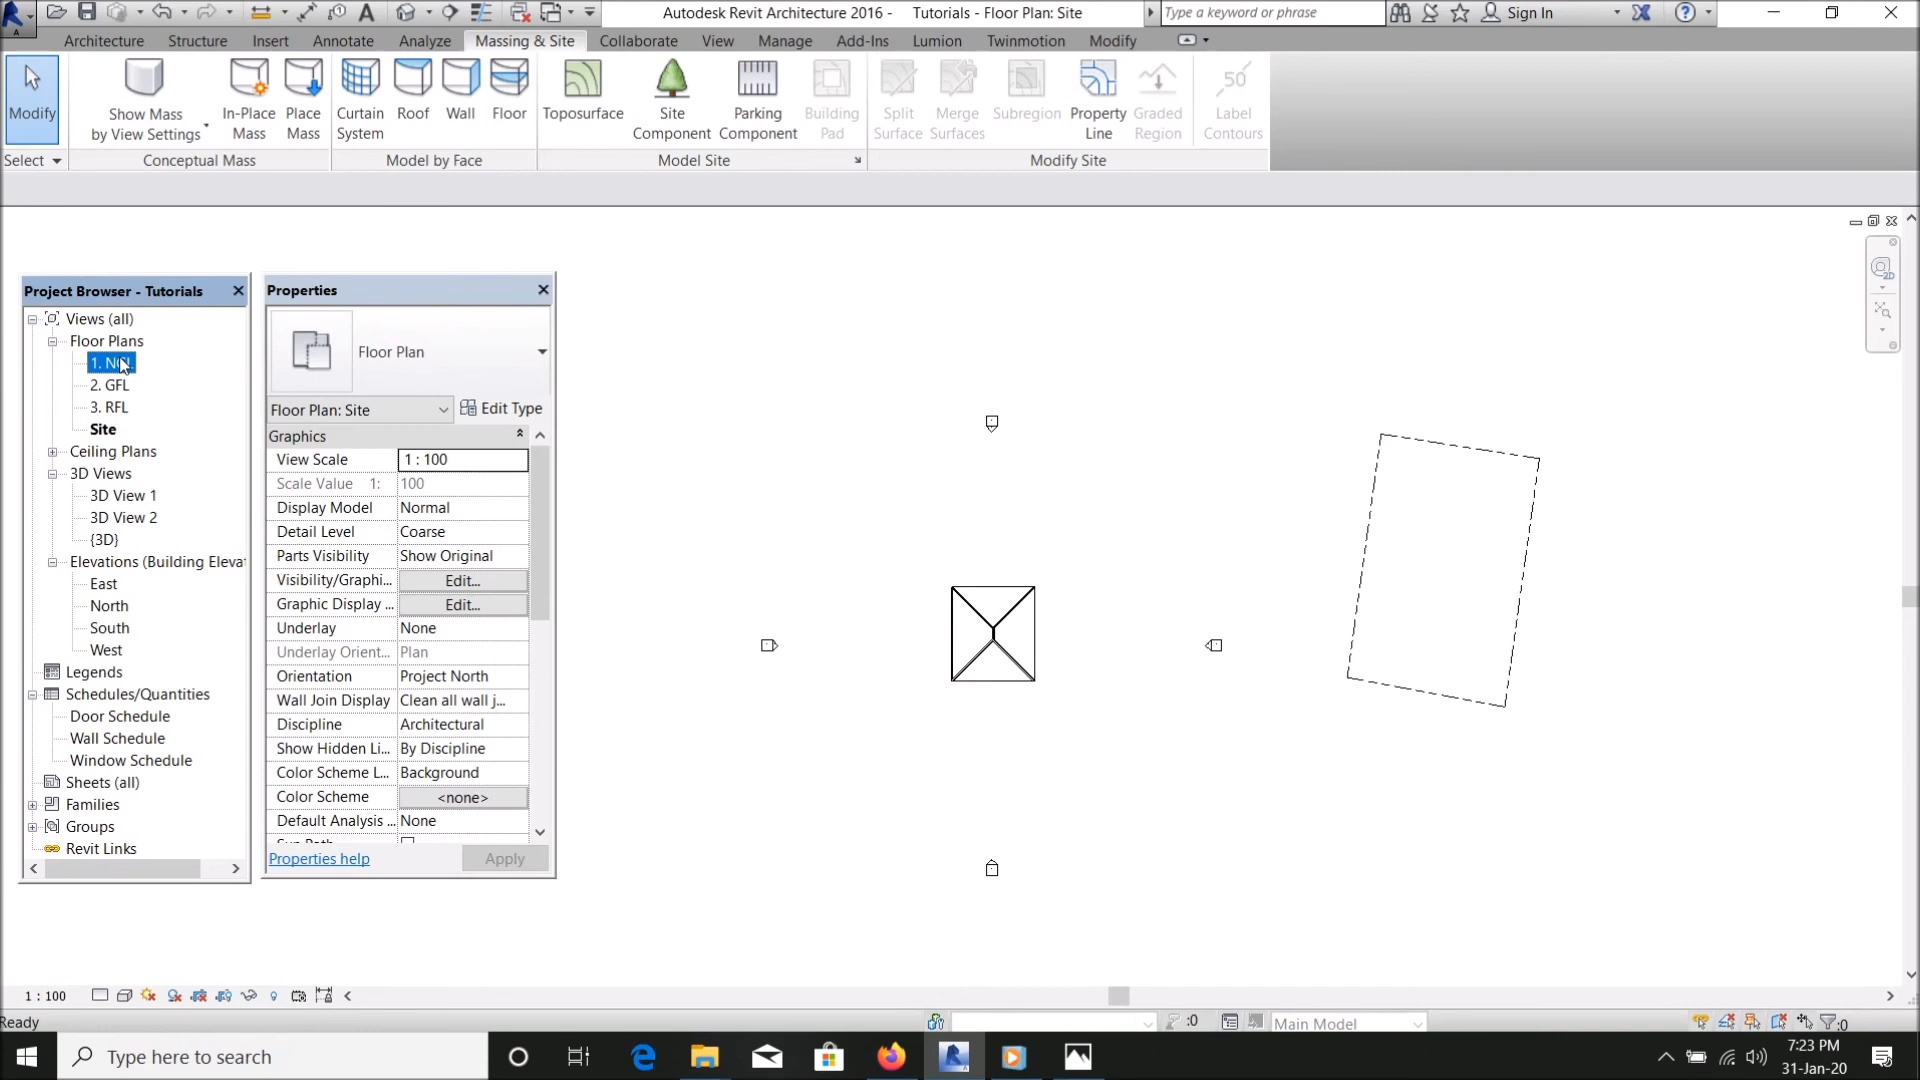 Autodesk Revit Architecture 2016 - Tutorials - Floor Plan: Site
Type a keyword or phrase
Sign In
Architecture Structure Insert Annotate Analyze Massing & Site Collaborate View Manage Add-Ins Lumion Twinmotion Modify
Modify
Show Mass
by View Settings
In-Place
Mass
Place
Mass
Curtain
System
Roof
Wall
Floor
Toposurface
Site
Component
Parking
Component
Building
Pad
Split
Surface
Merge
Surfaces
Subregion
Property
Line
Graded
Region
50
Label
Contours
Select
Conceptual Mass
Model by Face
Model Site
Modify Site
2D
Project Browser - Tutorials
Views (all)
Floor Plans
2. GFL
3. RFL
Site
Ceiling Plans
3D Views
3D View 1
3D View 2
{3D}
Elevations (Building Elevat
East
North
South
West
Legends
Schedules/Quantities
Door Schedule
Wall Schedule
Window Schedule
Sheets (all)
Families
Groups
Revit Links
Properties
Floor Plan
Floor Plan: Site
Edit Type
Graphics
View Scale 1 : 100
Scale Value 1: 100
Display Model Normal
Detail Level Coarse
Parts Visibility Show Original
Visibility/Graphi... Edit...
Graphic Display ... Edit...
Underlay None
Underlay Orient... Plan
Orientation Project North
Wall Join Display Clean all wall j...
Discipline Architectural
Show Hidden Li... By Discipline
Color Scheme L... Background
Color Scheme <none>
Default Analysis ... None
Properties help
Apply
1 : 100
Ready
:0
Main Model
:0
Type here to search
7:23 PM
31-Jan-20